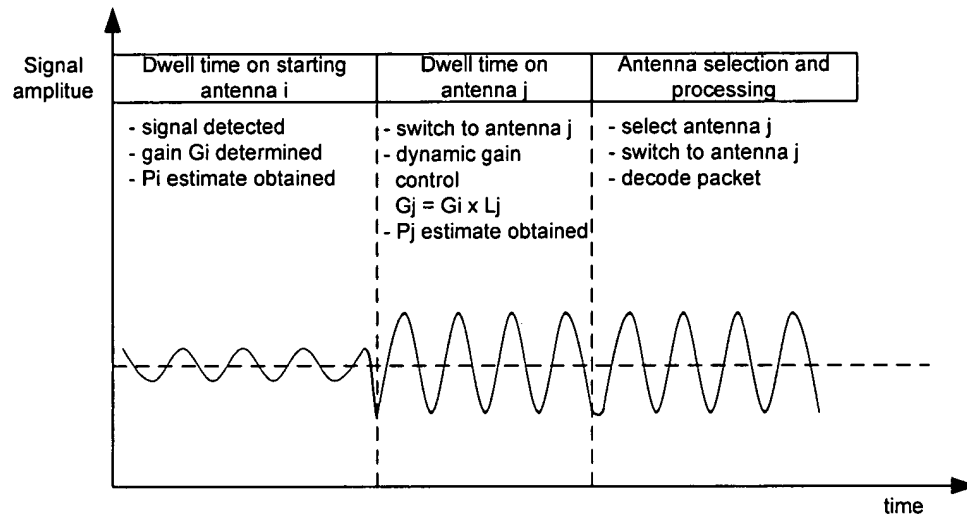 Signal
amplitue
Dwell time on starting
antenna i
Dwell time on
antenna j
Antenna selection and
processing
- signal detected
- gain Gi determined
- Pi estimate obtained
- switch to antenna j
- dynamic gain
control
Gj = Gi x Lj
- Pj estimate obtained
- select antenna j
- switch to antenna j
- decode packet
time